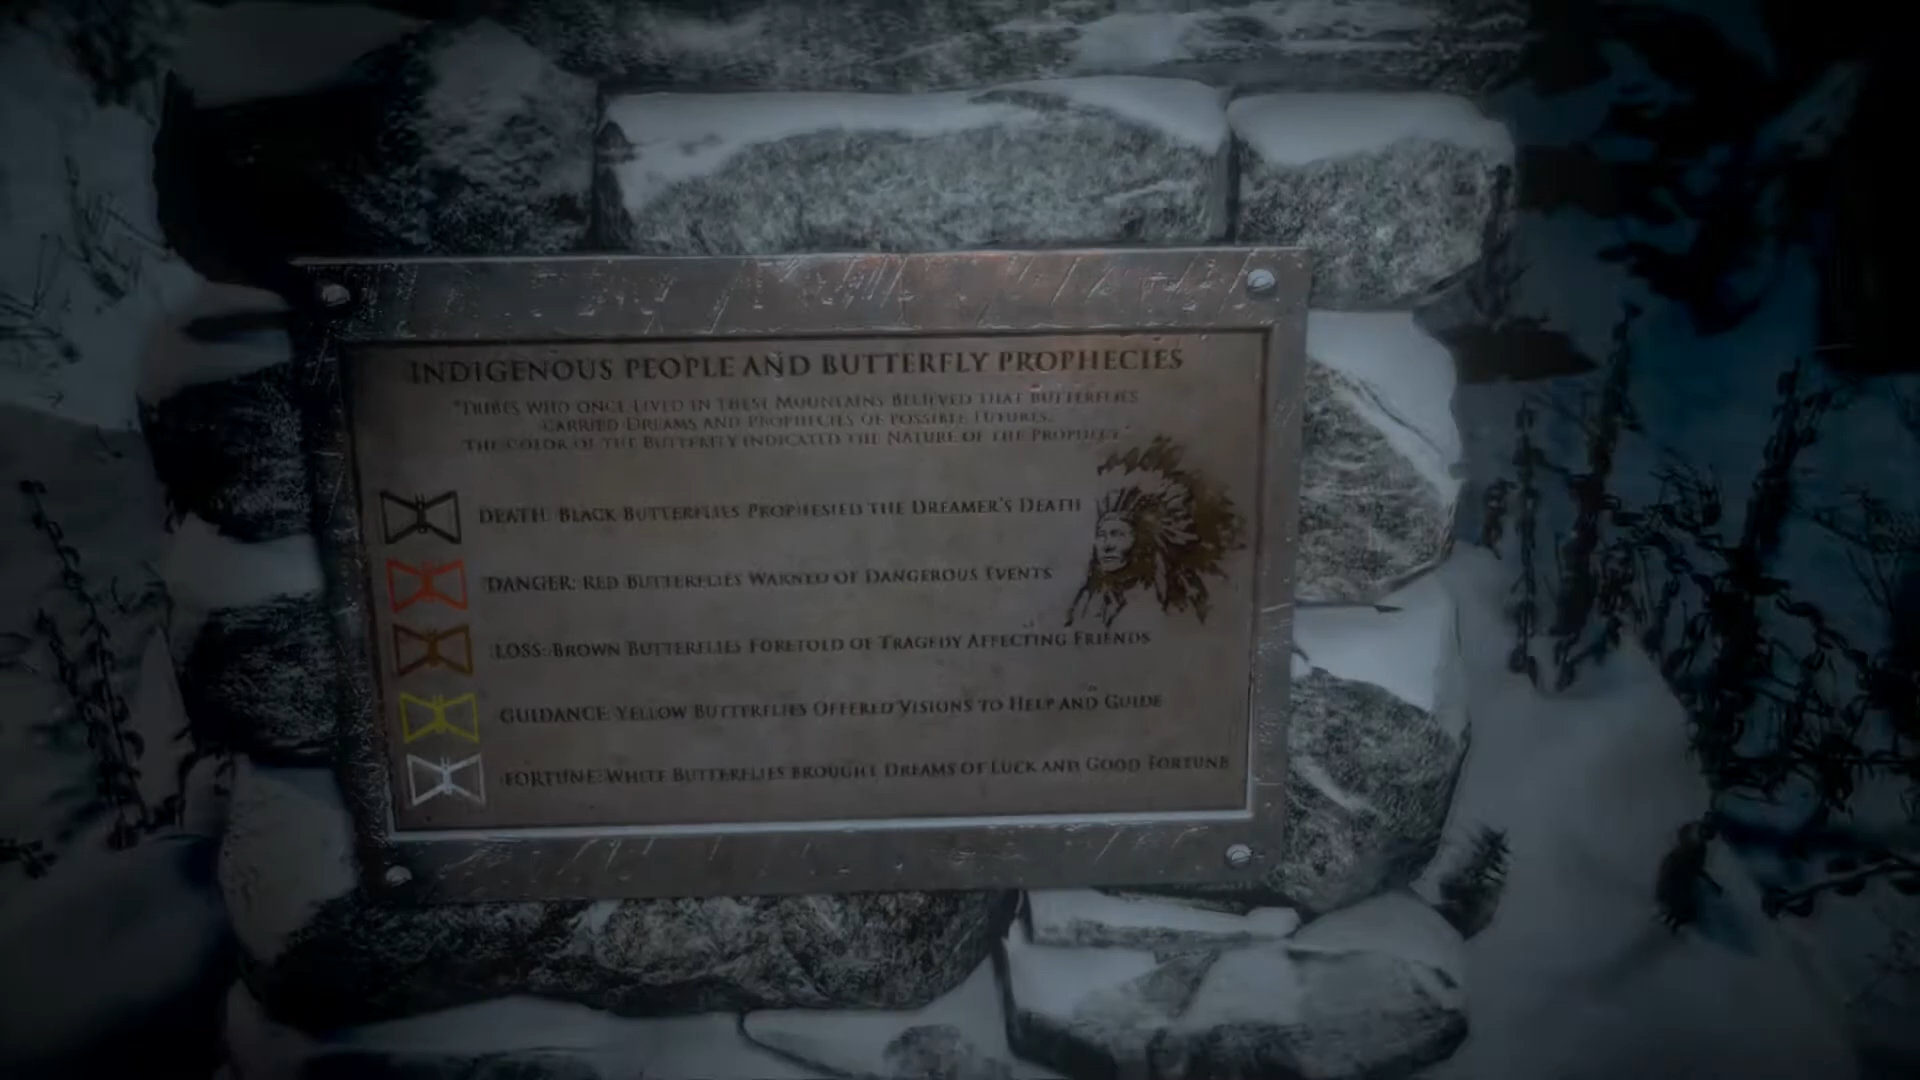 INDIGENOUS PEOPLE AND BUTTERFLY PROPHECIES
"TRIBES WHO ONCE LIVED IN THESE MOUNTAINS BELIEVED THAT BUTTERFLIES
CARRIED DREAMS AND PROPHECIES OF POSSIBLE FUTURES.
THE COLOR OF THE BUTTERFLY INDICATED THE NATURE OF THE PROPHECY"
DEATH: BLACK BUTTERFLIES PROPHESIED THE DREAMER'S DEATH
DANGER: RED BUTTERFLIES WARNED OF DANGEROUS EVENTS
LOSS: BROWN BUTTERFLIES FORETOLD OF TRAGEDY AFFECTING FRIENDS
GUIDANCE: YELLOW BUTTERFLIES OFFERED VISIONS TO HELP AND GUIDE
FORTUNE: WHITE BUTTERFLIES BROUGHT DREAMS OF LUCK AND GOOD FORTUNE